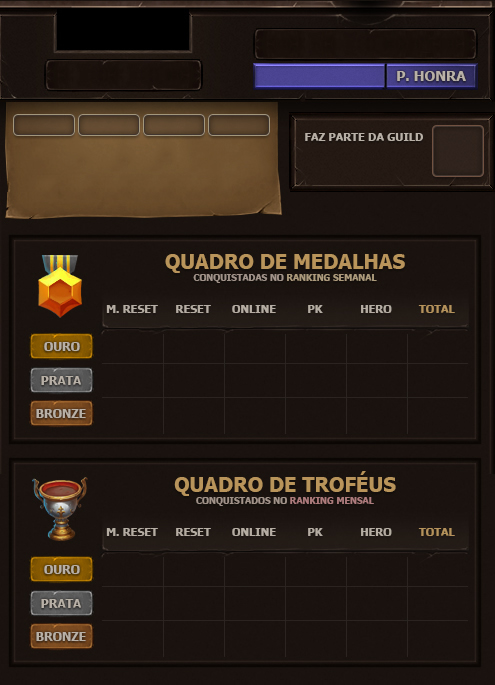 P. HONRA
FAZ PARTE DA GUILD
QUADRO DE MEDALHAS
CONQUISTADAS NO RANKING SEMANAL
M. RESET RESET ONLINE PK HERO TOTAL
OURO
PRATA
BRONZE
QUADRO DE TROFÉUS
CONQUISTADOS NO RANKING MENSAL
M. RESET RESET ONLINE PK HERO TOTAL
OURO
PRATA
BRONZE